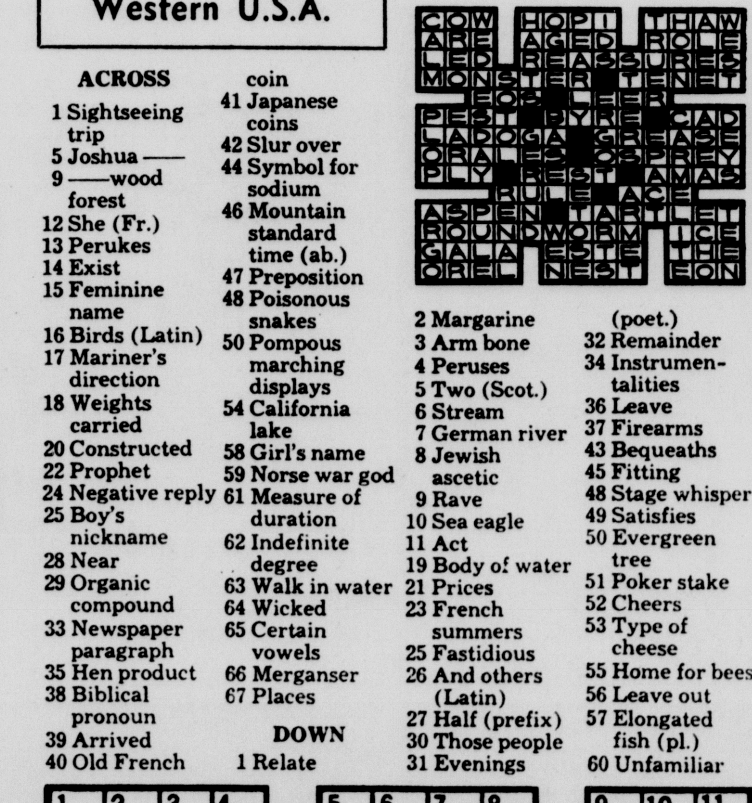 Western U.S.A.
ACROSS
1 Sightseeing
trip
5 Joshua ——
9 ——wood
forest
12 She (Fr.)
13 Perukes
14 Exist
15 Feminine
name
16 Birds (Latin)
17 Mariner's
direction
18 Weights
carried
20 Constructed
22 Prophet
24 Negative reply
25 Boy's
nickname
28 Near
29 Organic
compound
33 Newspaper
paragraph
35 Hen product
38 Biblical
pronoun
39 Arrived
40 Old French
coin
41 Japanese
coins
42 Slur over
44 Symbol for
sodium
46 Mountain
standard
time (ab.)
47 Preposition
48 Poisonous
snakes
50 Pompous
marching
displays
54 California
lake
58 Girl's name
59 Norse war god
61 Measure of
duration
62 Indefinite
degree
63 Walk in water
64 Wicked
65 Certain
vowels
66 Merganser
67 Places
DOWN
1 Relate
COW HOPI THAW
ARE AGED ROLE
LED REASSURES
MONSTER TENET
EOS LEER
PEST BYRE CAD
LADOGA GREASE
ORALES OSPREY
PLY REST AMAS
RULE ACE
ASPEN TARTLET
ROUNDWORM ICE
GALA ESTE THE
OREL NEST EON
2 Margarine
3 Arm bone
4 Peruses
5 Two (Scot.)
6 Stream
7 German river
8 Jewish
ascetic
9 Rave
10 Sea eagle
11 Act
19 Body of water
21 Prices
23 French
summers
25 Fastidious
26 And others
(Latin)
27 Half (prefix)
30 Those people
31 Evenings
(poet.)
32 Remainder
34 Instrumen-
talities
36 Leave
37 Firearms
43 Bequeaths
45 Fitting
48 Stage whisper
49 Satisfies
50 Evergreen
tree
51 Poker stake
52 Cheers
53 Type of
cheese
55 Home for bees
56 Leave out
57 Elongated
fish (pl.)
60 Unfamiliar
1 2 3 4 5 6 7 8 9 10 11